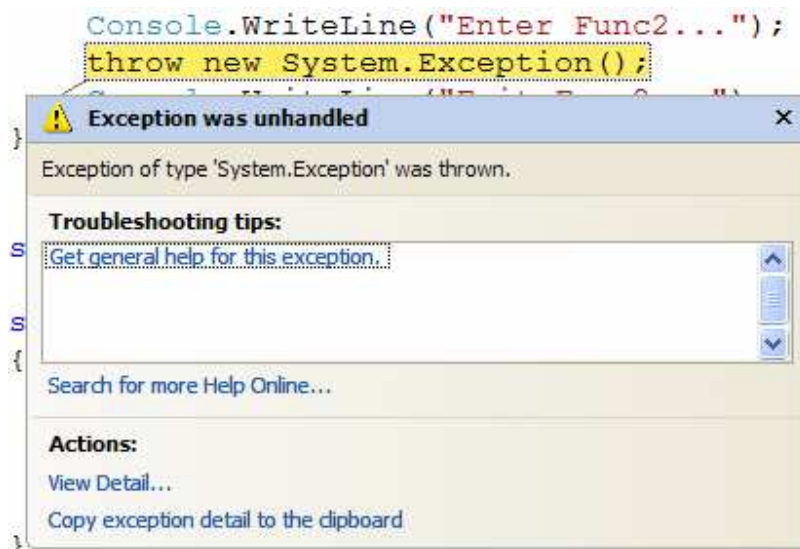 Console.WriteLine("Enter Func2...");
throw new System.Exception();
}
Exception was unhandled
Exception of type 'System.Exception' was thrown.
Troubleshooting tips:
s
Get general help for this exception.
s
{
Search for more Help Online...
Actions:
View Detail...
Copy exception detail to the clipboard
}